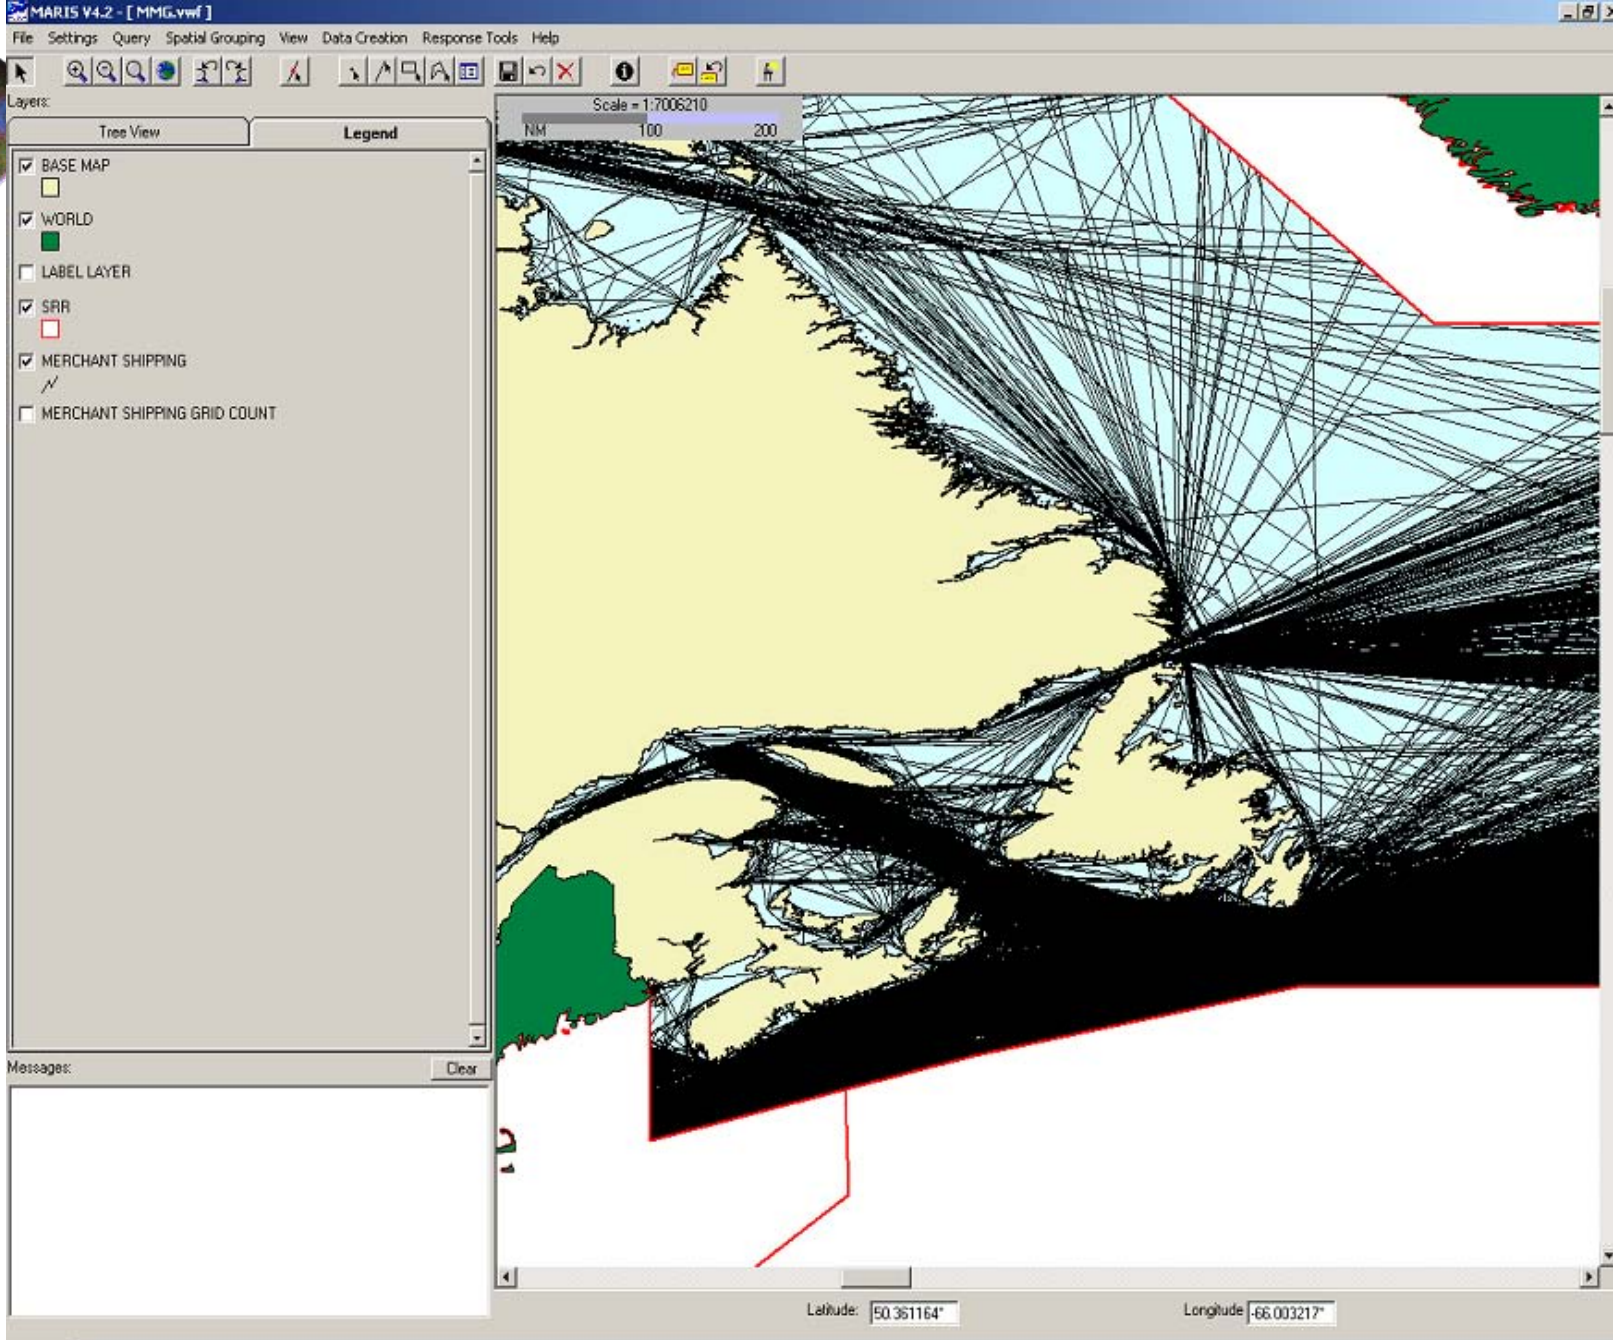 MARIS V4.2 - [ MMG.vwf ]
File Settings Query Spatial Grouping View Data Creation Response Tools Help
Layers:
Tree View Legend
BASE MAP
WORLD
LABEL LAYER
SRR
MERCHANT SHIPPING
MERCHANT SHIPPING GRID COUNT
Scale = 1:7006210
NM 100 200
Messages: Clear
Latitude: 50.361164° Longitude -66.003217°